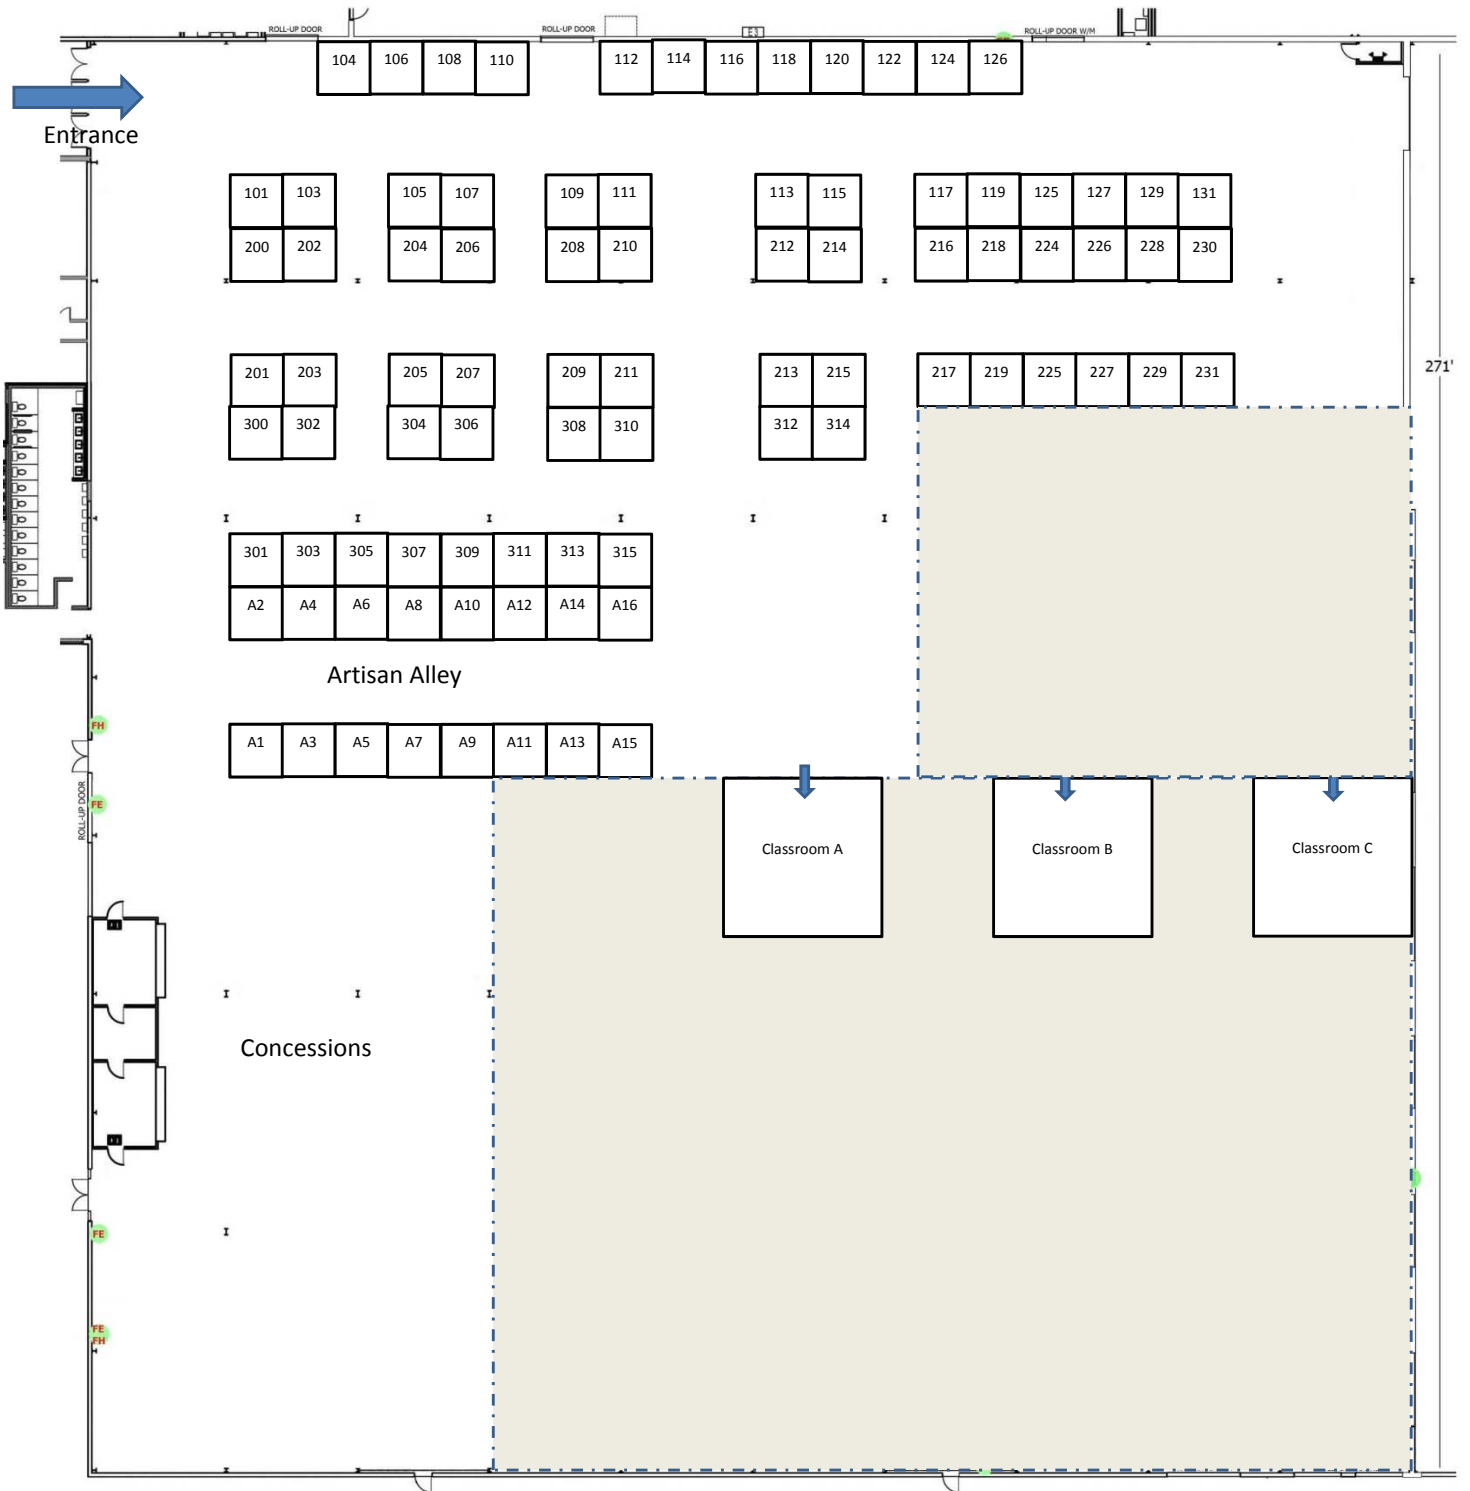 ROLL-UP DOOR
ROLL-UP DOOR
E3
ROLL-UP DOOR W/M
104 106 108 110 112 114 116 118 120 122 124 126
Entrance
101 103 105 107 109 111 113 115 117 119 125 127 129 131
200 202 204 206 208 210 212 214 216 218 224 226 228 230
201 203 205 207 209 211 213 215 217 219 225 227 229 231
271'
300 302 304 306 308 310 312 314
301 303 305 307 309 311 313 315
A2 A4 A6 A8 A10 A12 A14 A16
Artisan Alley
FH
A1 A3 A5 A7 A9 A11 A13 A15
ROLL-UP DOOR
FE
Classroom A Classroom B Classroom C
Concessions
FE
FE
FH